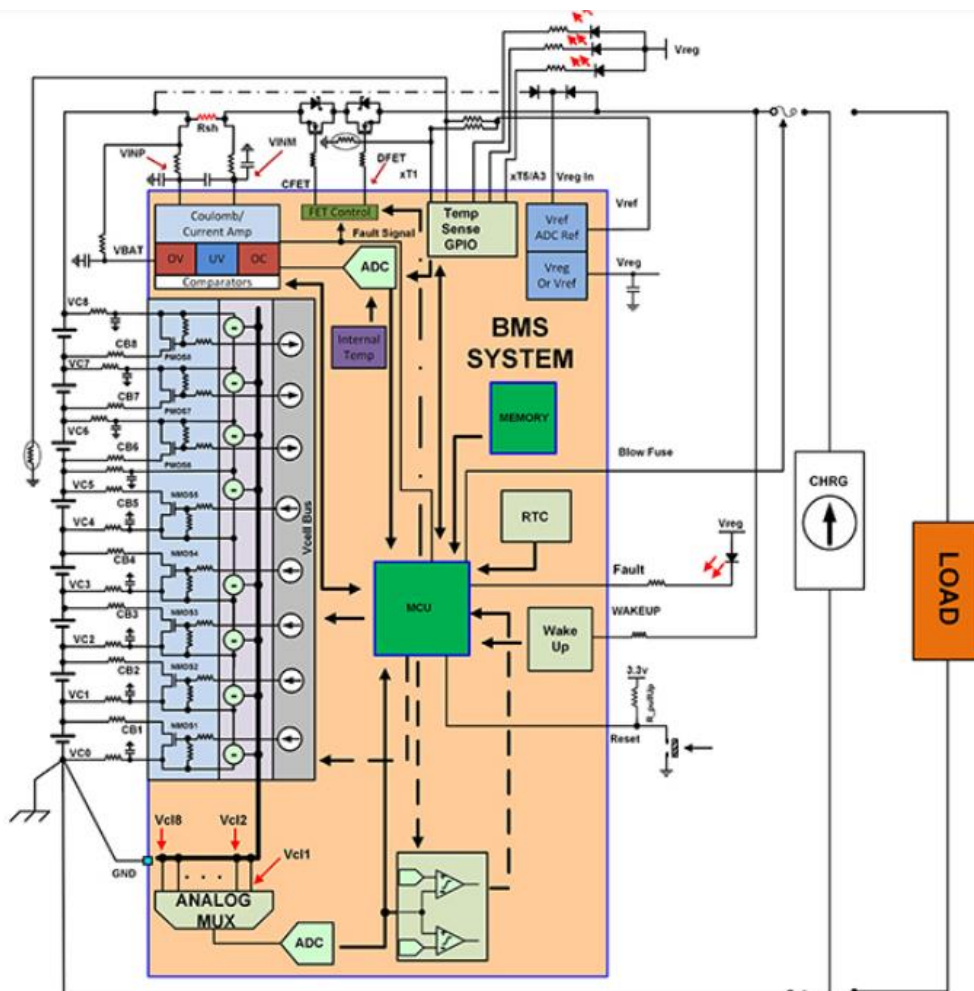 Vreg
Rsh
VINP
VINM
CFET
DFET
xT1
xT5/A3
Vreg In
Vref
FET Control
Fault Signal
Coulomb/
Current Amp
OV
UV
OC
Comparators
VBAT
ADC
Temp
Sense
GPIO
Vref
ADC Ref
Vreg
Or Vref
Vreg
Internal
Temp
BMS
SYSTEM
MEMORY
VC8
CB8
PMOS8
VC7
CB7
PMOS7
VC6
CB6
PMOS6
VC5
CB5
NMOS5
VC4
CB4
NMOS4
VC3
CB3
NMOS3
VC2
CB2
NMOS2
VC1
CB1
NMOS1
VC0
Vcell Bus
Blow Fuse
RTC
CHRG
LOAD
Vreg
Fault
MCU
WAKEUP
Wake
Up
3.3v
R_pullUp
Reset
GND
Vcl8
Vcl2
Vcl1
ANALOG
MUX
ADC